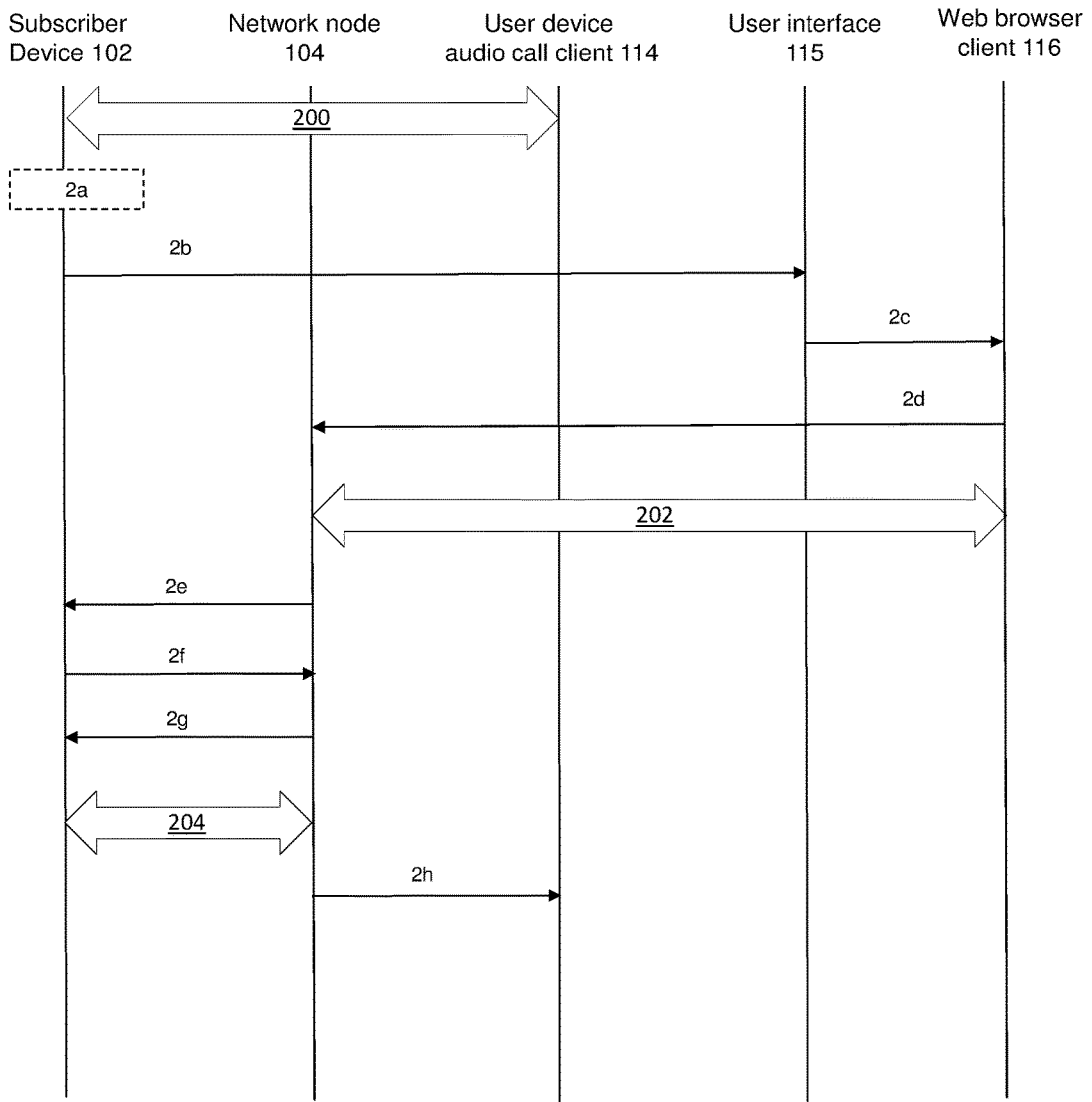 Subscriber
Device 102
Network node
104
User device
audio call client 114
User interface
115
Web browser
client 116
200
2a
2b
2c
2d
202
2e
2f
2g
204
2h